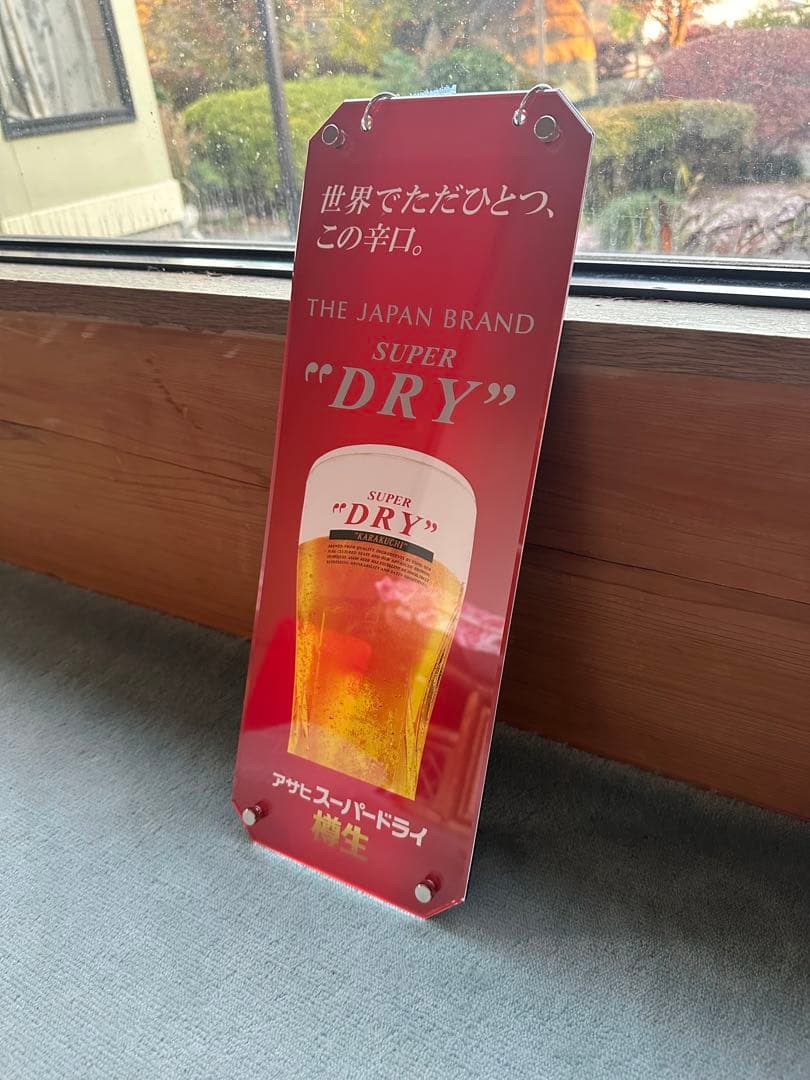 世界でただひとつ、
この辛口。
THE JAPAN BRAND
SUPER
“DRY”
SUPER
“DRY”
"KARAKUCHI"
アサヒスーパードライ
樽生